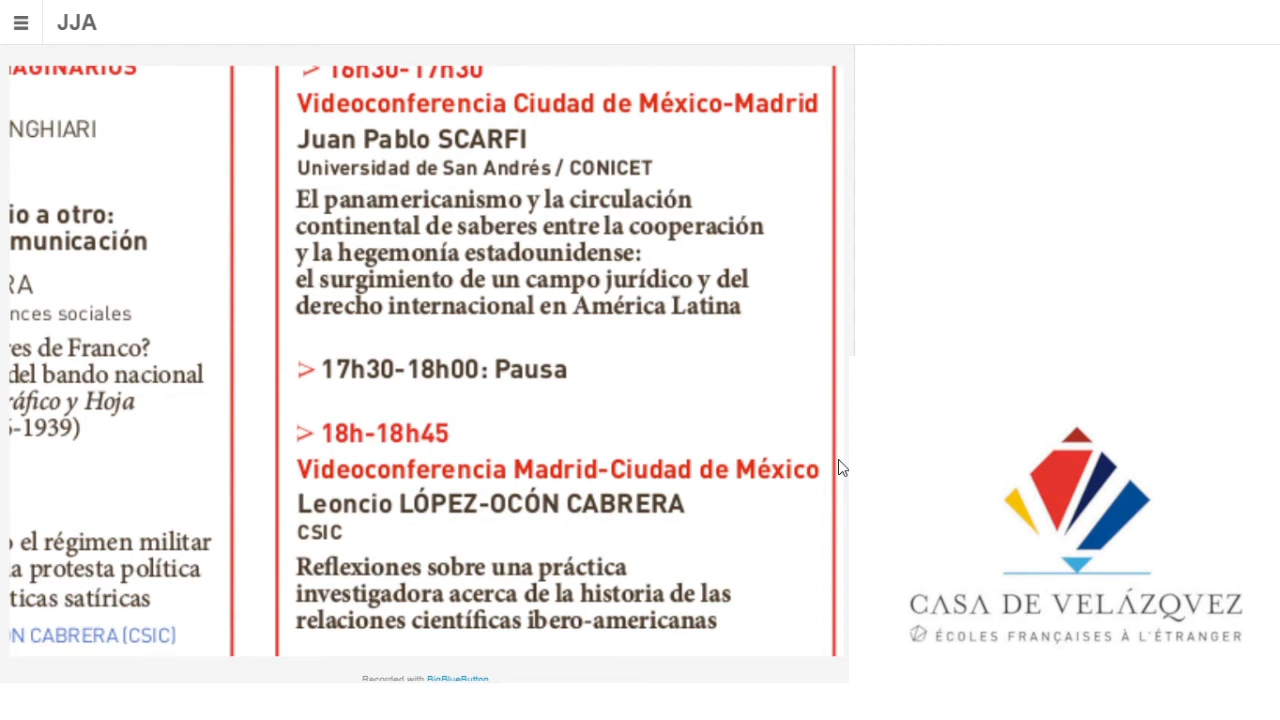 JJA
MAGINARIOS
NGHIARI
io a otro:
municación
RA
nces sociales
res de Franco?
del bando nacional
ráfico y Hoja
-1939)
el régimen militar
a protesta política
ticas satíricas
ÓN CABRERA (CSIC)
> 16h30-17h30
Videoconferencia Ciudad de México-Madrid
Juan Pablo SCARFI
Universidad de San Andrés / CONICET
El panamericanismo y la circulación
continental de saberes entre la cooperación
y la hegemonía estadounidense:
el surgimiento de un campo jurídico y del
derecho internacional en América Latina
> 17h30-18h00: Pausa
> 18h-18h45
Videoconferencia Madrid-Ciudad de México
Leoncio LÓPEZ-OCÓN CABRERA
CSIC
Reflexiones sobre una práctica
investigadora acerca de la historia de las
relaciones científicas ibero-americanas
Recorded with BigBlueButton
CASA DE VELÁZQVEZ
ÉCOLES FRANÇAISES À L'ÉTRANGER